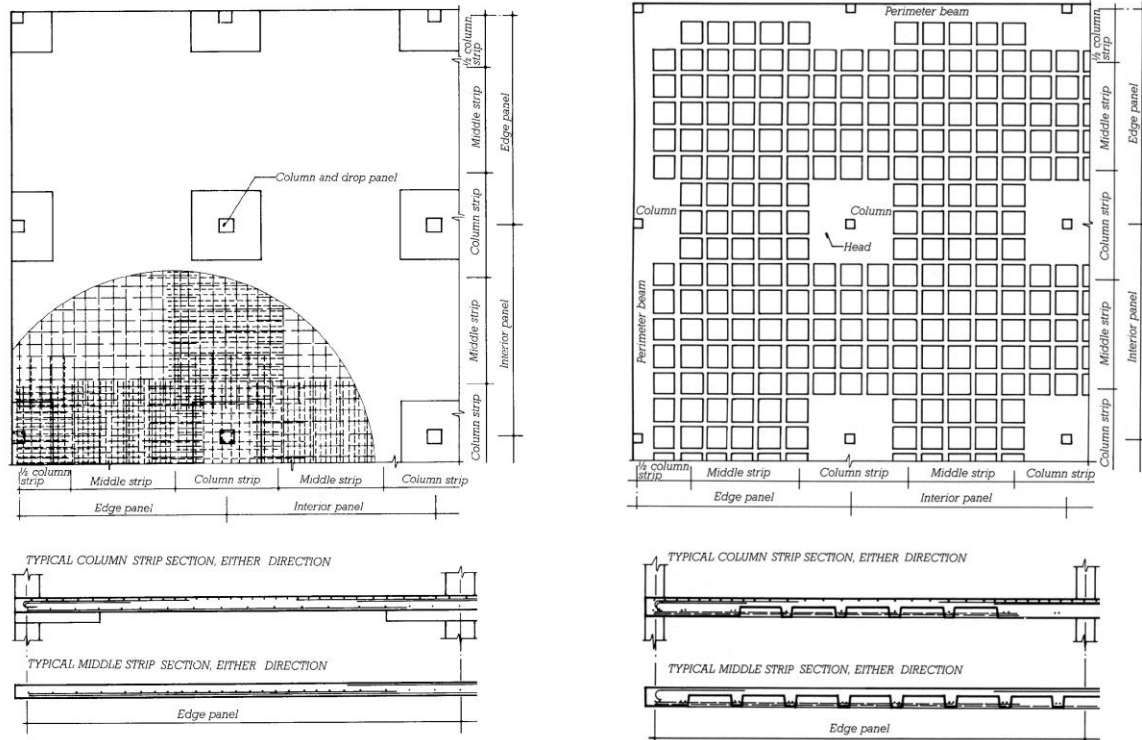 ½ column
strip
Middle strip
Edge panel
Column and drop panel
Column strip
Middle strip
Interior panel
Column strip
½ column
strip
Middle strip
Column strip
Middle strip
Column strip
Edge panel
Interior panel
TYPICAL COLUMN STRIP SECTION, EITHER DIRECTION
TYPICAL MIDDLE STRIP SECTION, EITHER DIRECTION
Edge panel
Perimeter beam
½ column
strip
Middle strip
Edge panel
Column
Column
Head
Column strip
Perimeter beam
Middle strip
Interior panel
Column strip
½ column
strip
Middle strip
Column strip
Middle strip
Column strip
Edge panel
Interior panel
TYPICAL COLUMN STRIP SECTION, EITHER DIRECTION
TYPICAL MIDDLE STRIP SECTION, EITHER DIRECTION
Edge panel